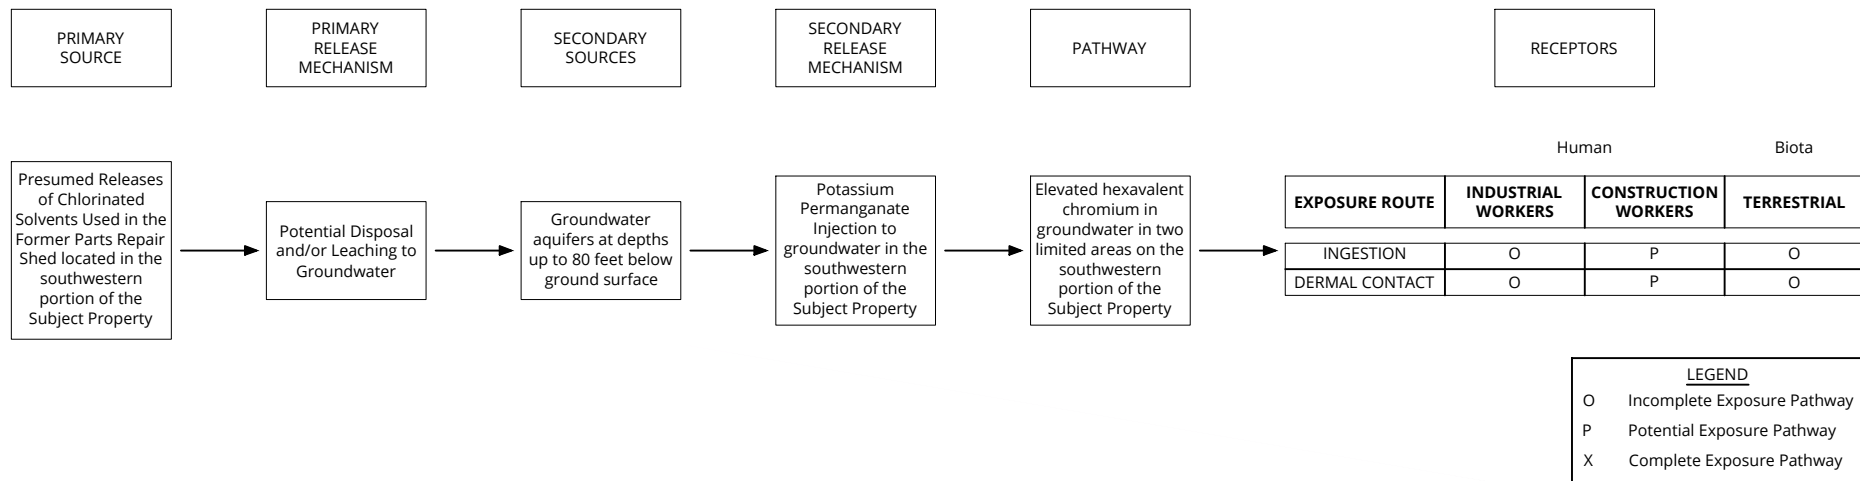 PRIMARY
SOURCE
PRIMARY
RELEASE
MECHANISM
SECONDARY
SOURCES
SECONDARY
RELEASE
MECHANISM
PATHWAY
RECEPTORS
Presumed Releases
of Chlorinated
Solvents Used in the
Former Parts Repair
Shed located in the
southwestern
portion of the
Subject Property
Potential Disposal
and/or Leaching to
Groundwater
Groundwater
aquifers at depths
up to 80 feet below
ground surface
Potassium
Permanganate
Injection to
groundwater in the
southwestern
portion of the
Subject Property
Elevated hexavalent
chromium in
groundwater in two
limited areas on the
southwestern
portion of the
Subject Property
Human Biota
EXPOSURE ROUTE
INDUSTRIAL
WORKERS
CONSTRUCTION
WORKERS
TERRESTRIAL
INGESTION O P O
DERMAL CONTACT O P O
LEGEND
O Incomplete Exposure Pathway
P Potential Exposure Pathway
X Complete Exposure Pathway